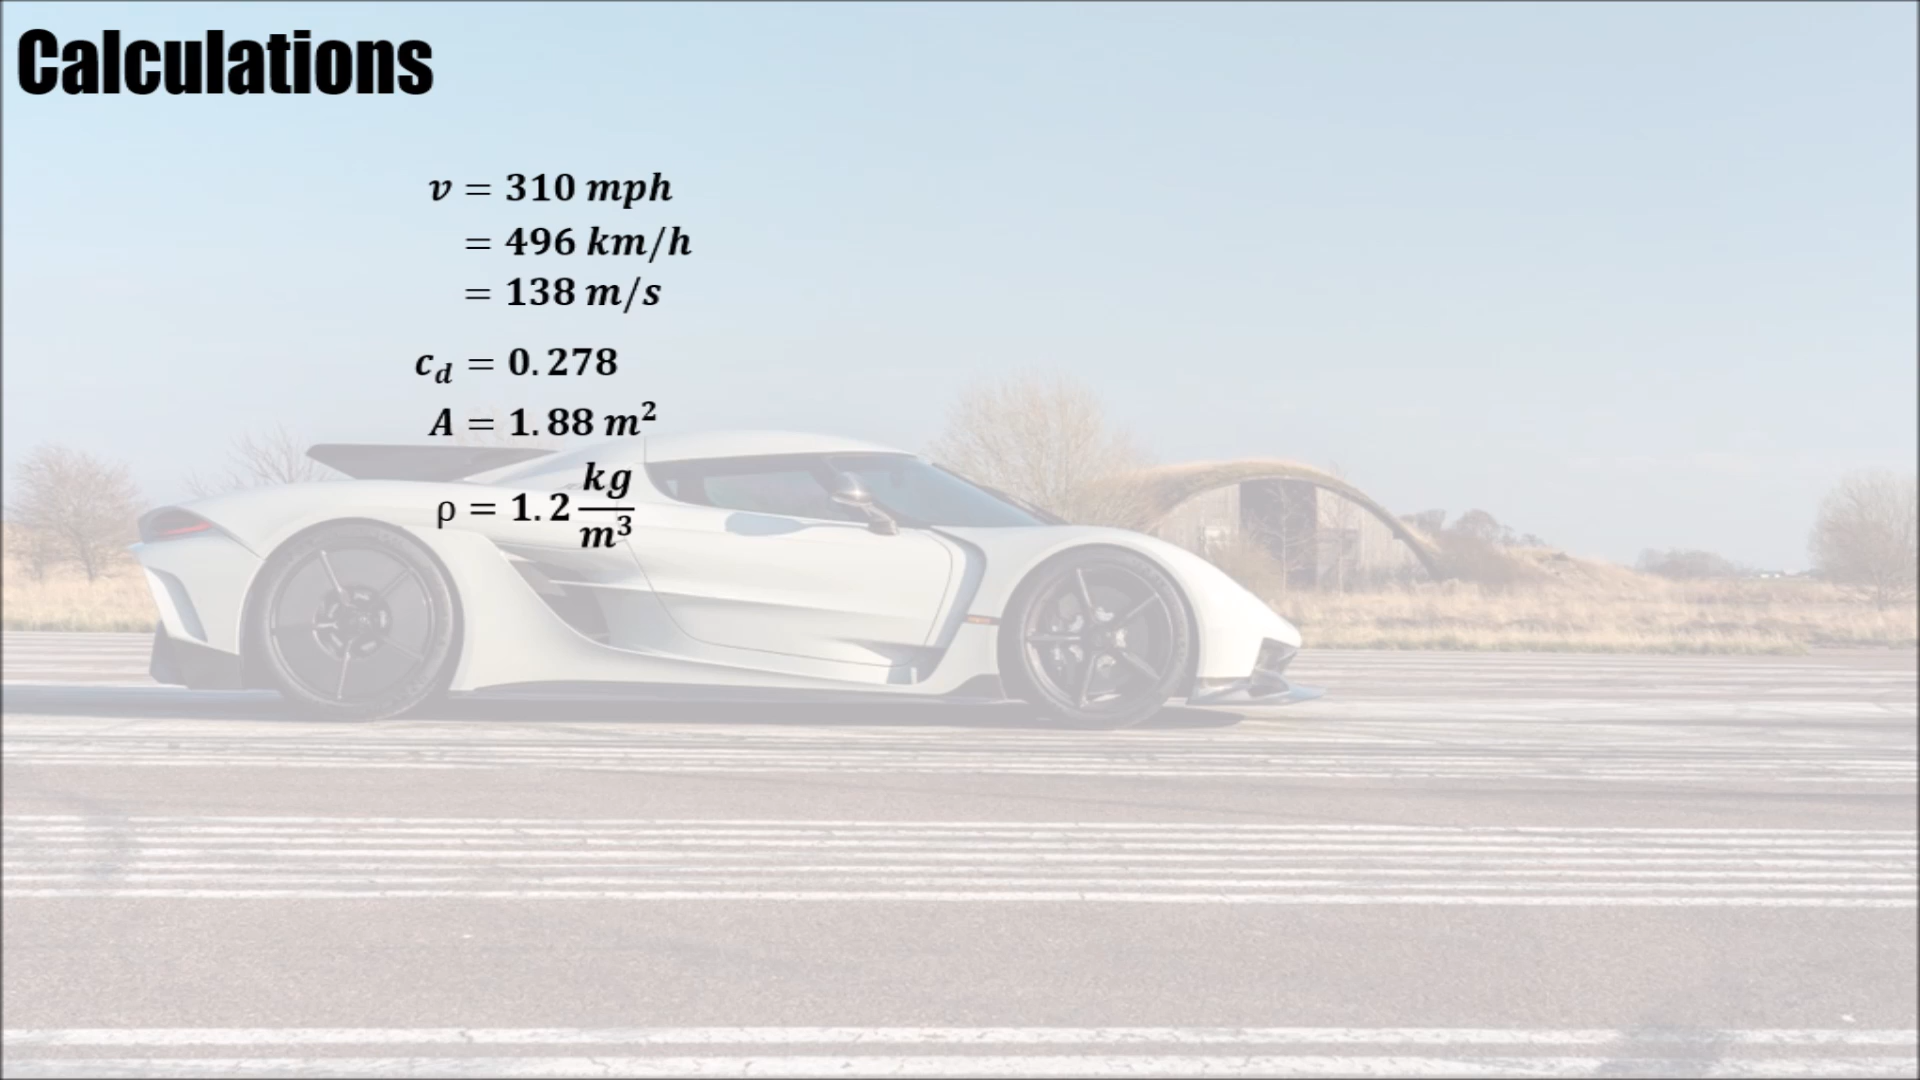 Calculations
v = 310 mph
= 496 km/h
= 138 m/s
c_d = 0.278
A = 1.88 m²
ρ = 1.2 kg/m³